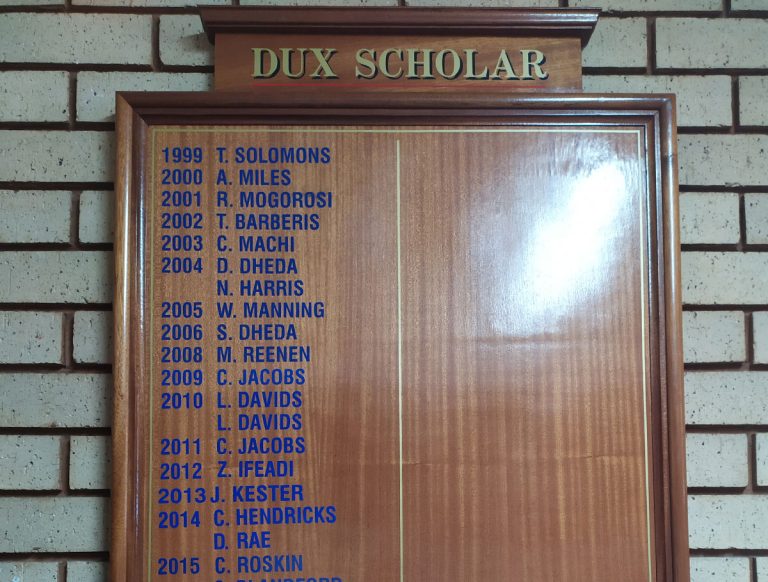 DUX SCHOLAR
1999 T. SOLOMONS
2000 A. MILES
2001 R. MOGOROSI
2002 T. BARBERIS
2003 C. MACHI
2004 D. DHEDA
N. HARRIS
2005 W. MANNING
2006 S. DHEDA
2008 M. REENEN
2009 C. JACOBS
2010 L. DAVIDS
L. DAVIDS
2011 C. JACOBS
2012 Z. IFEADI
2013 J. KESTER
2014 C. HENDRICKS
D. RAE
2015 C. ROSKIN